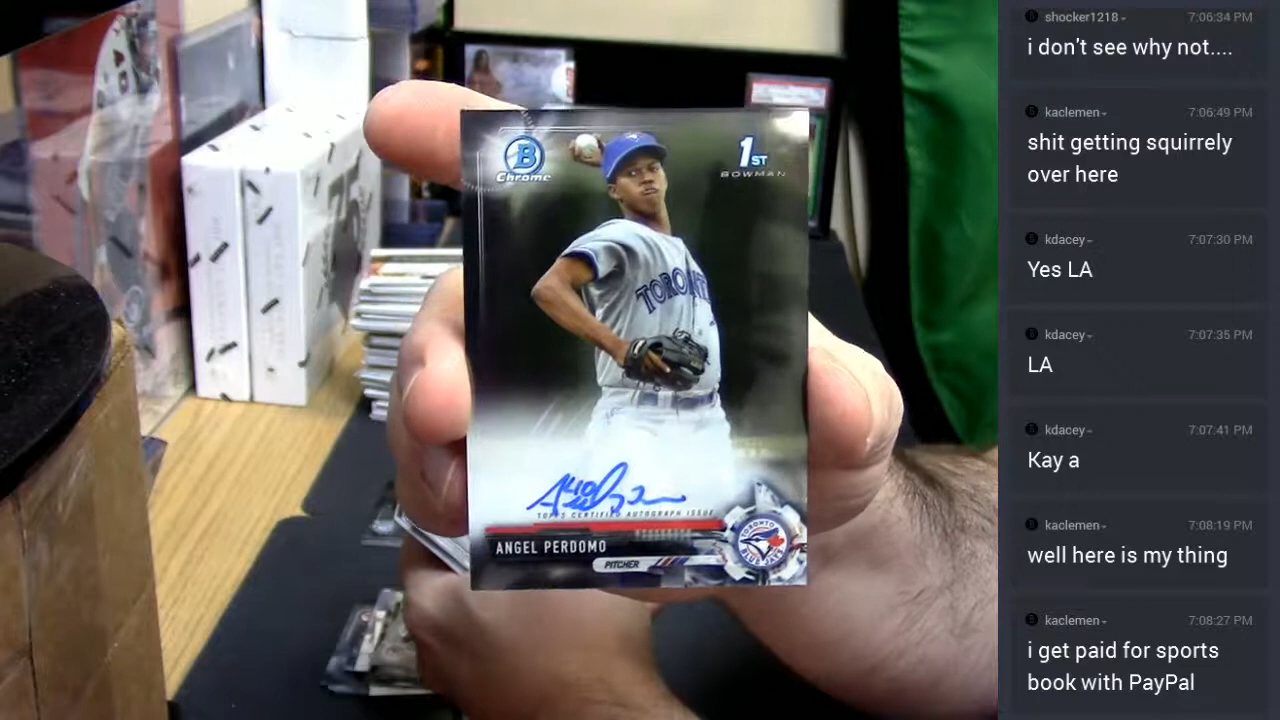 B
Chrome
1ST
BOWMAN
TORONTO
TOPPS CERTIFIED AUTOGRAPH ISSUE
ANGEL PERDOMO
PITCHER
TORONTO
BLUE JAYS
shocker1218
7:06:34 PM
i don't see why not....
kaclemen
7:06:49 PM
shit getting squirrely
over here
kdacey
7:07:30 PM
Yes LA
kdacey
7:07:35 PM
LA
kdacey
7:07:41 PM
Kay a
kaclemen
7:08:19 PM
well here is my thing
kaclemen
7:08:27 PM
i get paid for sports
book with PayPal